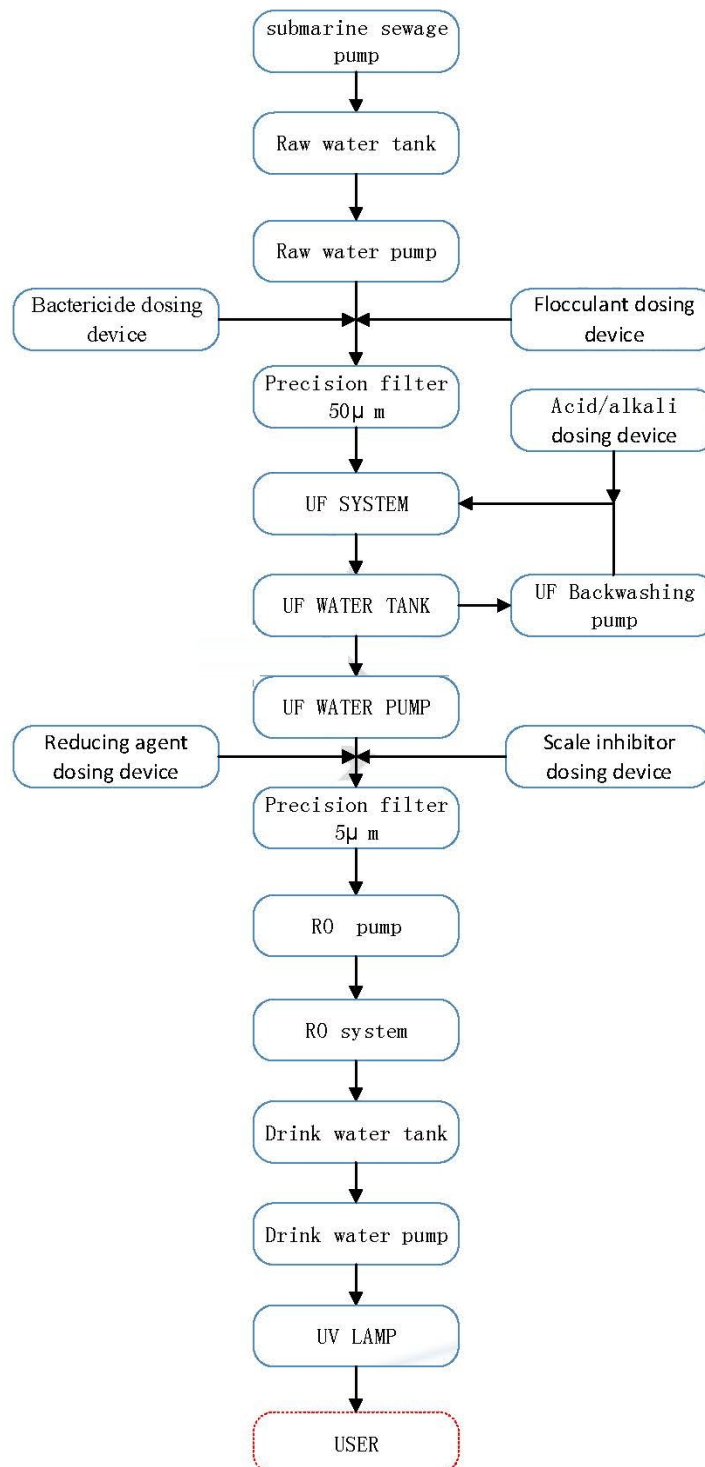 submarine sewage
pump
Raw water tank
Raw water pump
Bactericide dosing
device
Flocculant dosing
device
Precision filter
50μ m
Acid/alkali
dosing device
UF SYSTEM
UF WATER TANK
UF Backwashing
pump
UF WATER PUMP
Reducing agent
dosing device
Scale inhibitor
dosing device
Precision filter
5μ m
RO pump
RO system
Drink water tank
Drink water pump
UV LAMP
USER